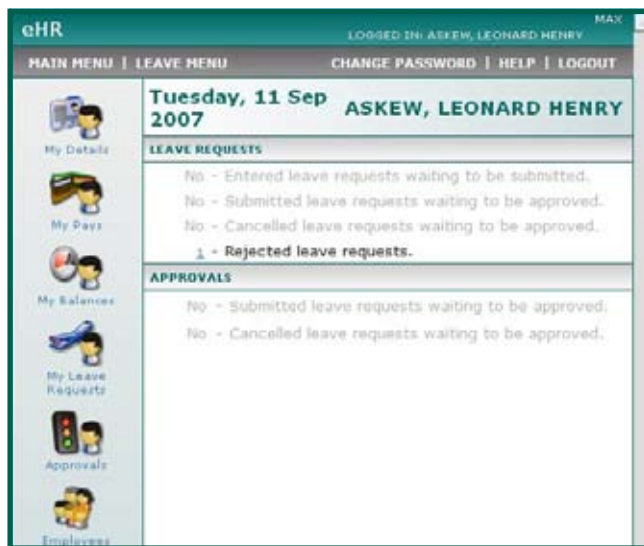 MAX
eHR
LOGGED IN: ASKEW, LEONARD HENRY
MAIN MENU | LEAVE MENU
CHANGE PASSWORD | HELP | LOGOUT
Tuesday, 11 Sep
2007
ASKEW, LEONARD HENRY
My Details
My Pays
My Balances
My Leave
Requests
Approvals
Employees
LEAVE REQUESTS
No - Entered leave requests waiting to be submitted.
No - Submitted leave requests waiting to be approved.
No - Cancelled leave requests waiting to be approved.
1 - Rejected leave requests.
APPROVALS
No - Submitted leave requests waiting to be approved.
No - Cancelled leave requests waiting to be approved.